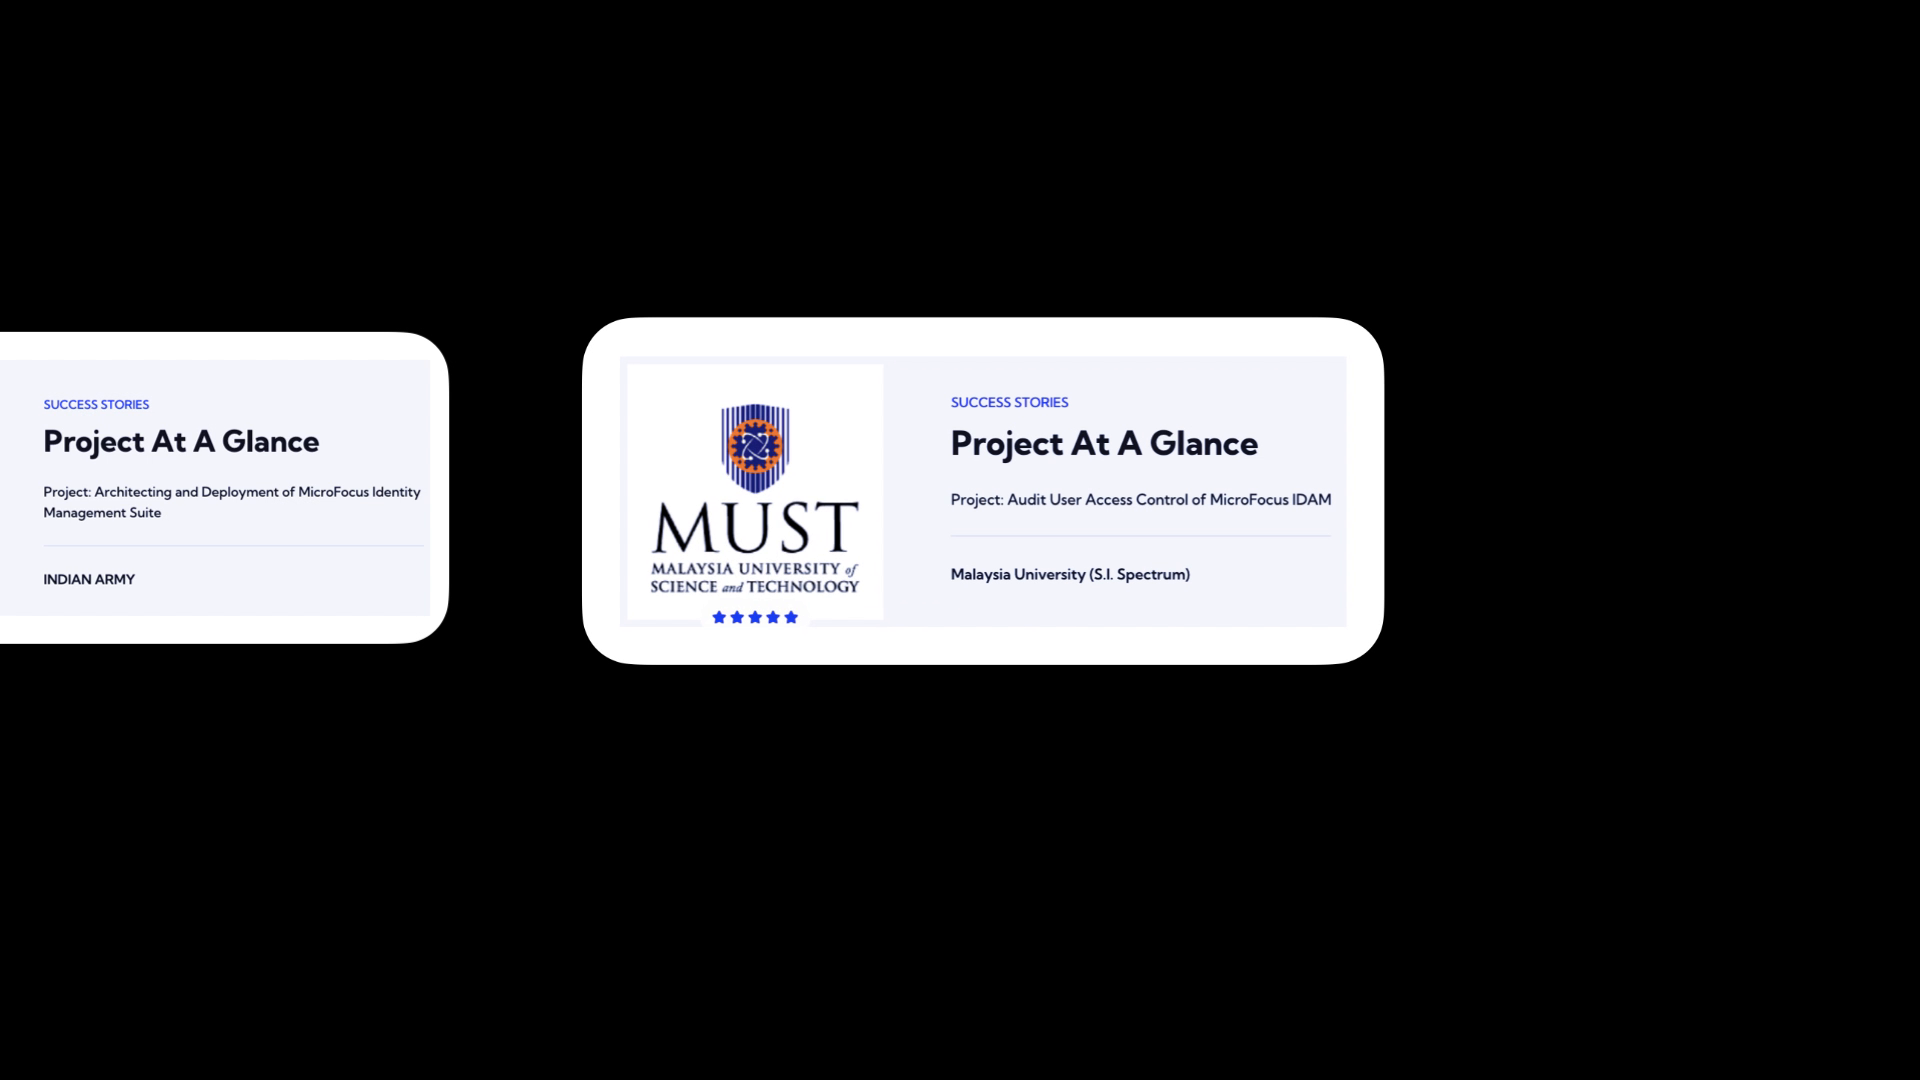 SUCCESS STORIES
Project At A Glance
Project: Architecting and Deployment of MicroFocus Identity
Management Suite
INDIAN ARMY
MUST
MALAYSIA UNIVERSITY of
SCIENCE and TECHNOLOGY
SUCCESS STORIES
Project At A Glance
Project: Audit User Access Control of MicroFocus IDAM
Malaysia University (S.I. Spectrum)